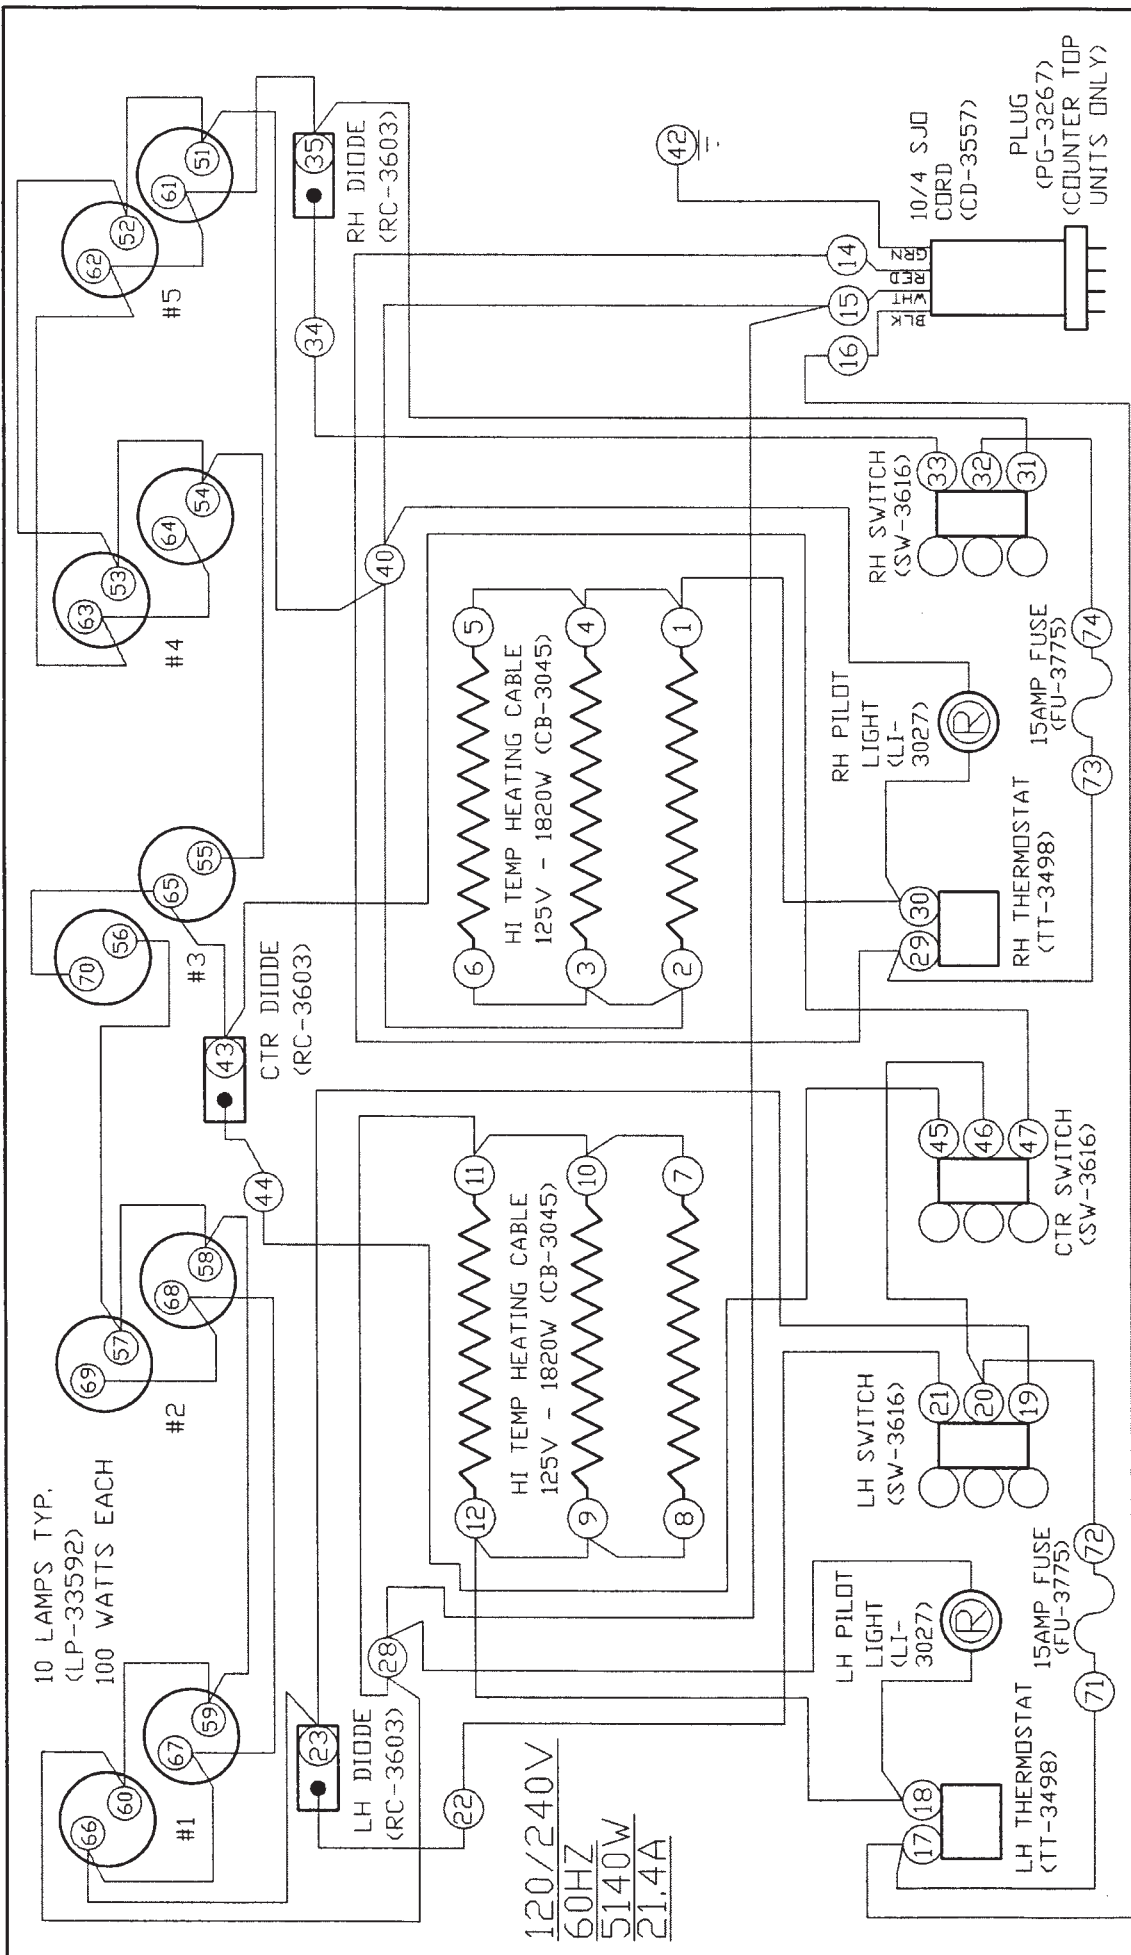 10 LAMPS TYP.
(LP-33592)
100 WATTS EACH
66
60
67
59
#1
69
57
68
58
#2
70
56
65
55
#3
63
53
64
54
#4
62
52
61
51
#5
23
LH DIODE
(RC-3603)
22
28
44
43
CTR DIODE
(RC-3603)
40
34
35
RH DIODE
(RC-3603)
120/240V
60HZ
5140W
21.4A
12
11
HI TEMP HEATING CABLE
125V - 1820W (CB-3045)
9
10
8
7
6
5
HI TEMP HEATING CABLE
125V - 1820W (CB-3045)
3
4
2
1
42
14
15
16
GRN
RED
WHT
BLK
10/4 SJO
CORD
(CD-3557)
PLUG
(PG-3267)
(COUNTER TOP
UNITS ONLY)
17
18
LH THERMOSTAT
(TT-3498)
LH PILOT
LIGHT
(LI-
3027)
R
71
15AMP FUSE
(FU-3775)
72
LH SWITCH
(SW-3616)
21
20
19
45
46
47
CTR SWITCH
(SW-3616)
29
30
RH THERMOSTAT
(TT-3498)
RH PILOT
LIGHT
(LI-
3027)
R
73
15AMP FUSE
(FU-3775)
74
RH SWITCH
(SW-3616)
33
32
31